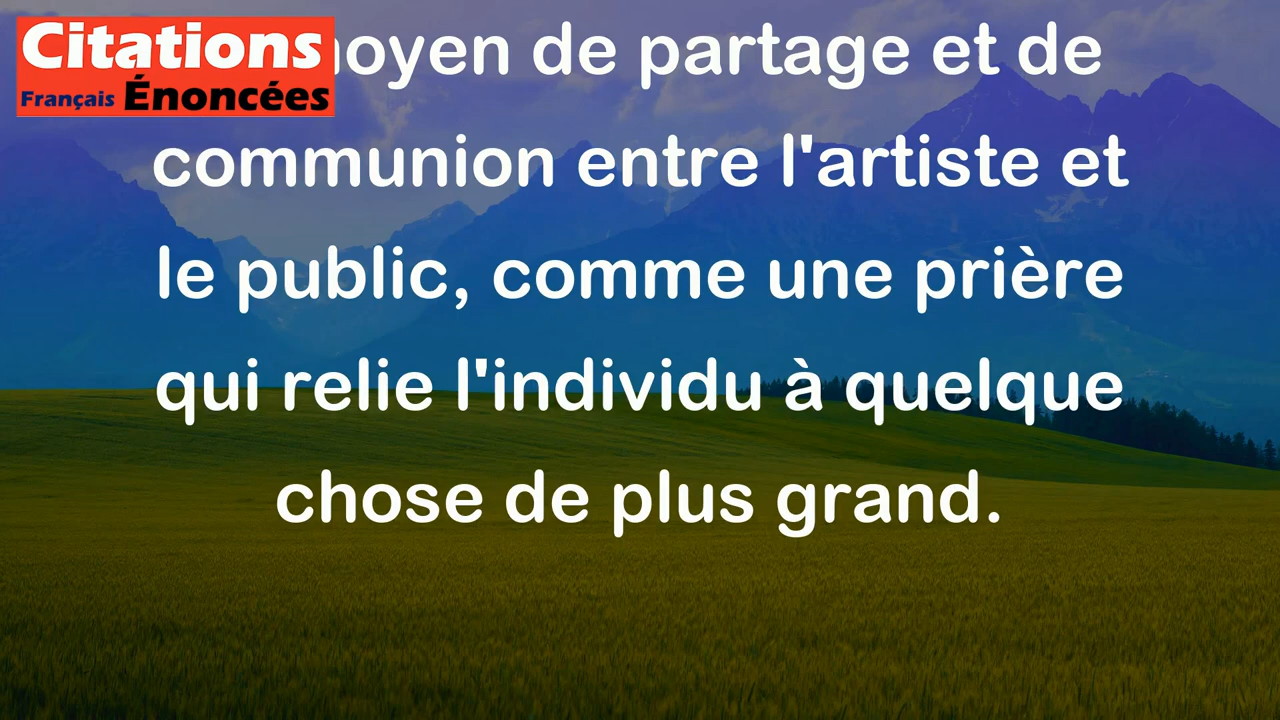 Citations
Français Énoncées
de partage et de
communion entre l'artiste et
le public, comme une prière
qui relie l'individu à quelque
chose de plus grand.